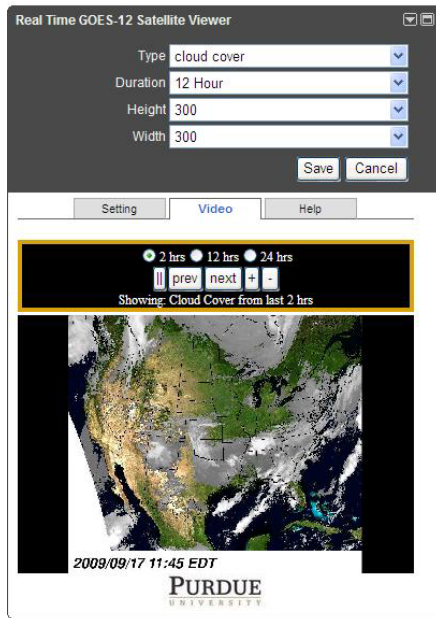 Real Time GOES-12 Satellite Viewer
Type cloud cover
Duration 12 Hour
Height 300
Width 300
Save Cancel
Setting Video Help
2 hrs 12 hrs 24 hrs
|| prev next + -
Showing: Cloud Cover from last 2 hrs
2009/09/17 11:45 EDT
PURDUE
UNIVERSITY